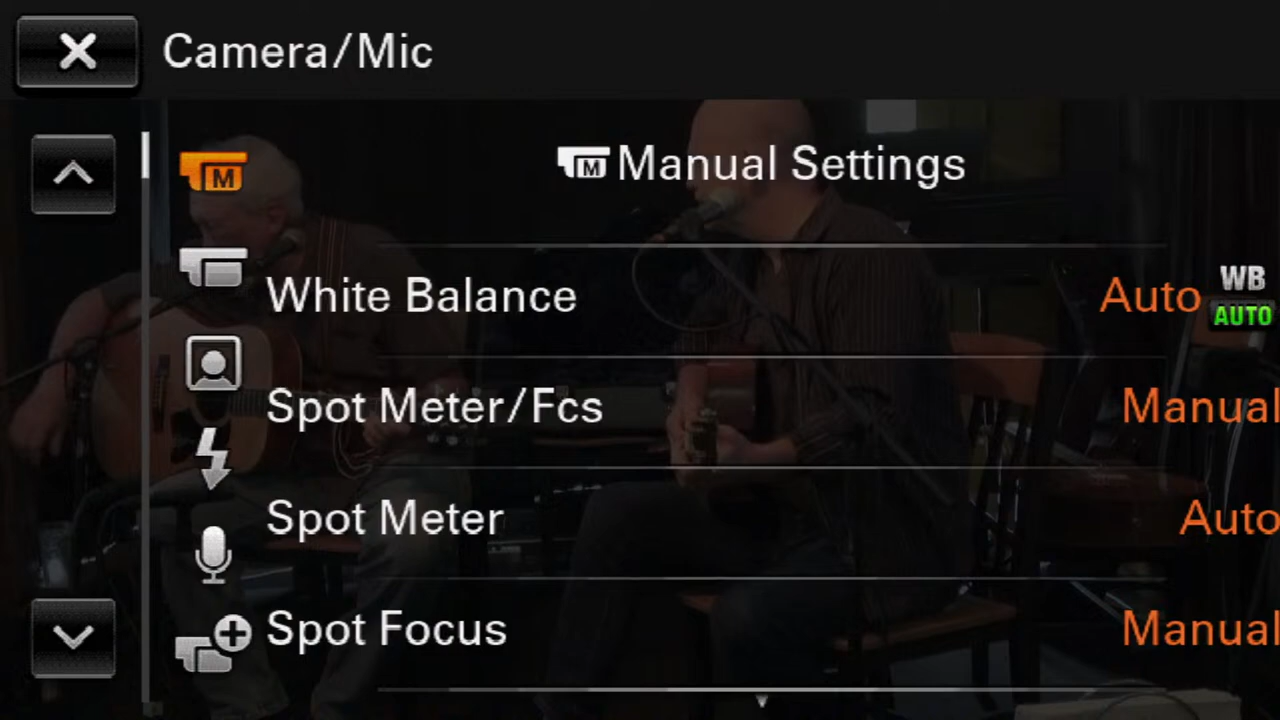 Camera/Mic
M
M Manual Settings
White Balance Auto WB AUTO
Spot Meter/Fcs Manual
Spot Meter Auto
Spot Focus Manual